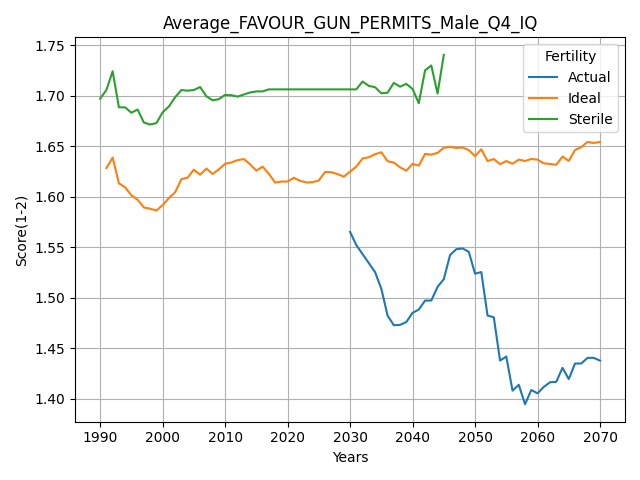 Average_FAVOUR_GUN_PERMITS_Male_Q4_IQ
Fertility
Actual
Ideal
Sterile
Score(1-2)
1.75
1.70
1.65
1.60
1.55
1.50
1.45
1.40
1990 2000 2010 2020 2030 2040 2050 2060 2070
Years